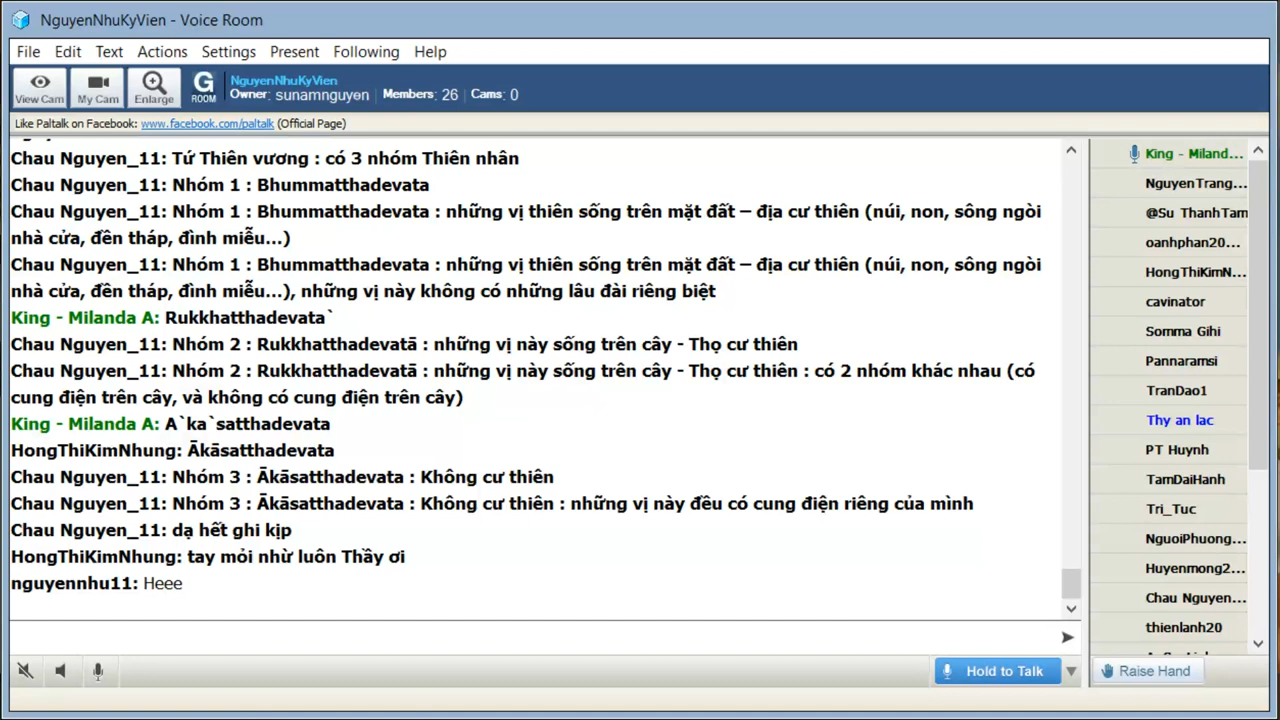 NguyenNhuKyVien - Voice Room
File Edit Text Actions Settings Present Following Help
View Cam My Cam Enlarge G ROOM
NguyenNhuKyVien
Owner: sunamnguyen Members: 26 Cams: 0
Like Paltalk on Facebook: www.facebook.com/paltalk (Official Page)
Chau Nguyen_11: Tứ Thiên vương : có 3 nhóm Thiên nhân
Chau Nguyen_11: Nhóm 1 : Bhummatthadevata
Chau Nguyen_11: Nhóm 1 : Bhummatthadevata : những vị thiên sống trên mặt đất – địa cư thiên (núi, non, sông ngòi
nhà cửa, đền tháp, đình miễu...)
Chau Nguyen_11: Nhóm 1 : Bhummatthadevata : những vị thiên sống trên mặt đất – địa cư thiên (núi, non, sông ngòi
nhà cửa, đền tháp, đình miễu...), những vị này không có những lâu đài riêng biệt
King - Milanda A: Rukkhatthadevata`
Chau Nguyen_11: Nhóm 2 : Rukkhatthadevatā : những vị này sống trên cây - Thọ cư thiên
Chau Nguyen_11: Nhóm 2 : Rukkhatthadevatā : những vị này sống trên cây - Thọ cư thiên : có 2 nhóm khác nhau (có
cung điện trên cây, và không có cung điện trên cây)
King - Milanda A: A`ka`satthadevata
HongThiKimNhung: Ākāsatthadevata
Chau Nguyen_11: Nhóm 3 : Ākāsatthadevata : Không cư thiên
Chau Nguyen_11: Nhóm 3 : Ākāsatthadevata : Không cư thiên : những vị này đều có cung điện riêng của mình
Chau Nguyen_11: dạ hết ghi kịp
HongThiKimNhung: tay mỏi nhừ luôn Thầy ơi
nguyennhu11: Heee
King - Miland...
NguyenTrang...
@Su ThanhTam
oanhphan20...
HongThiKimN...
cavinator
Somma Gihi
Pannaramsi
TranDao1
Thy an lac
PT Huynh
TamDaiHanh
Tri_Tuc
NguoiPhuong...
Huyenmong2...
Chau Nguyen...
thienlanh20
Hold to Talk
Raise Hand